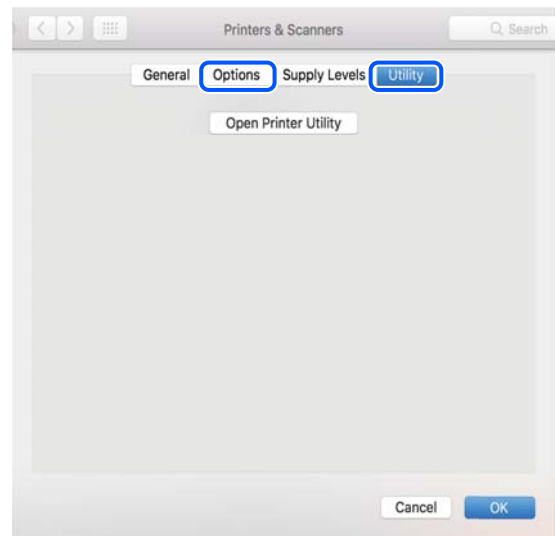 Printers & Scanners Search
General Options Supply Levels Utility
Open Printer Utility
Cancel OK